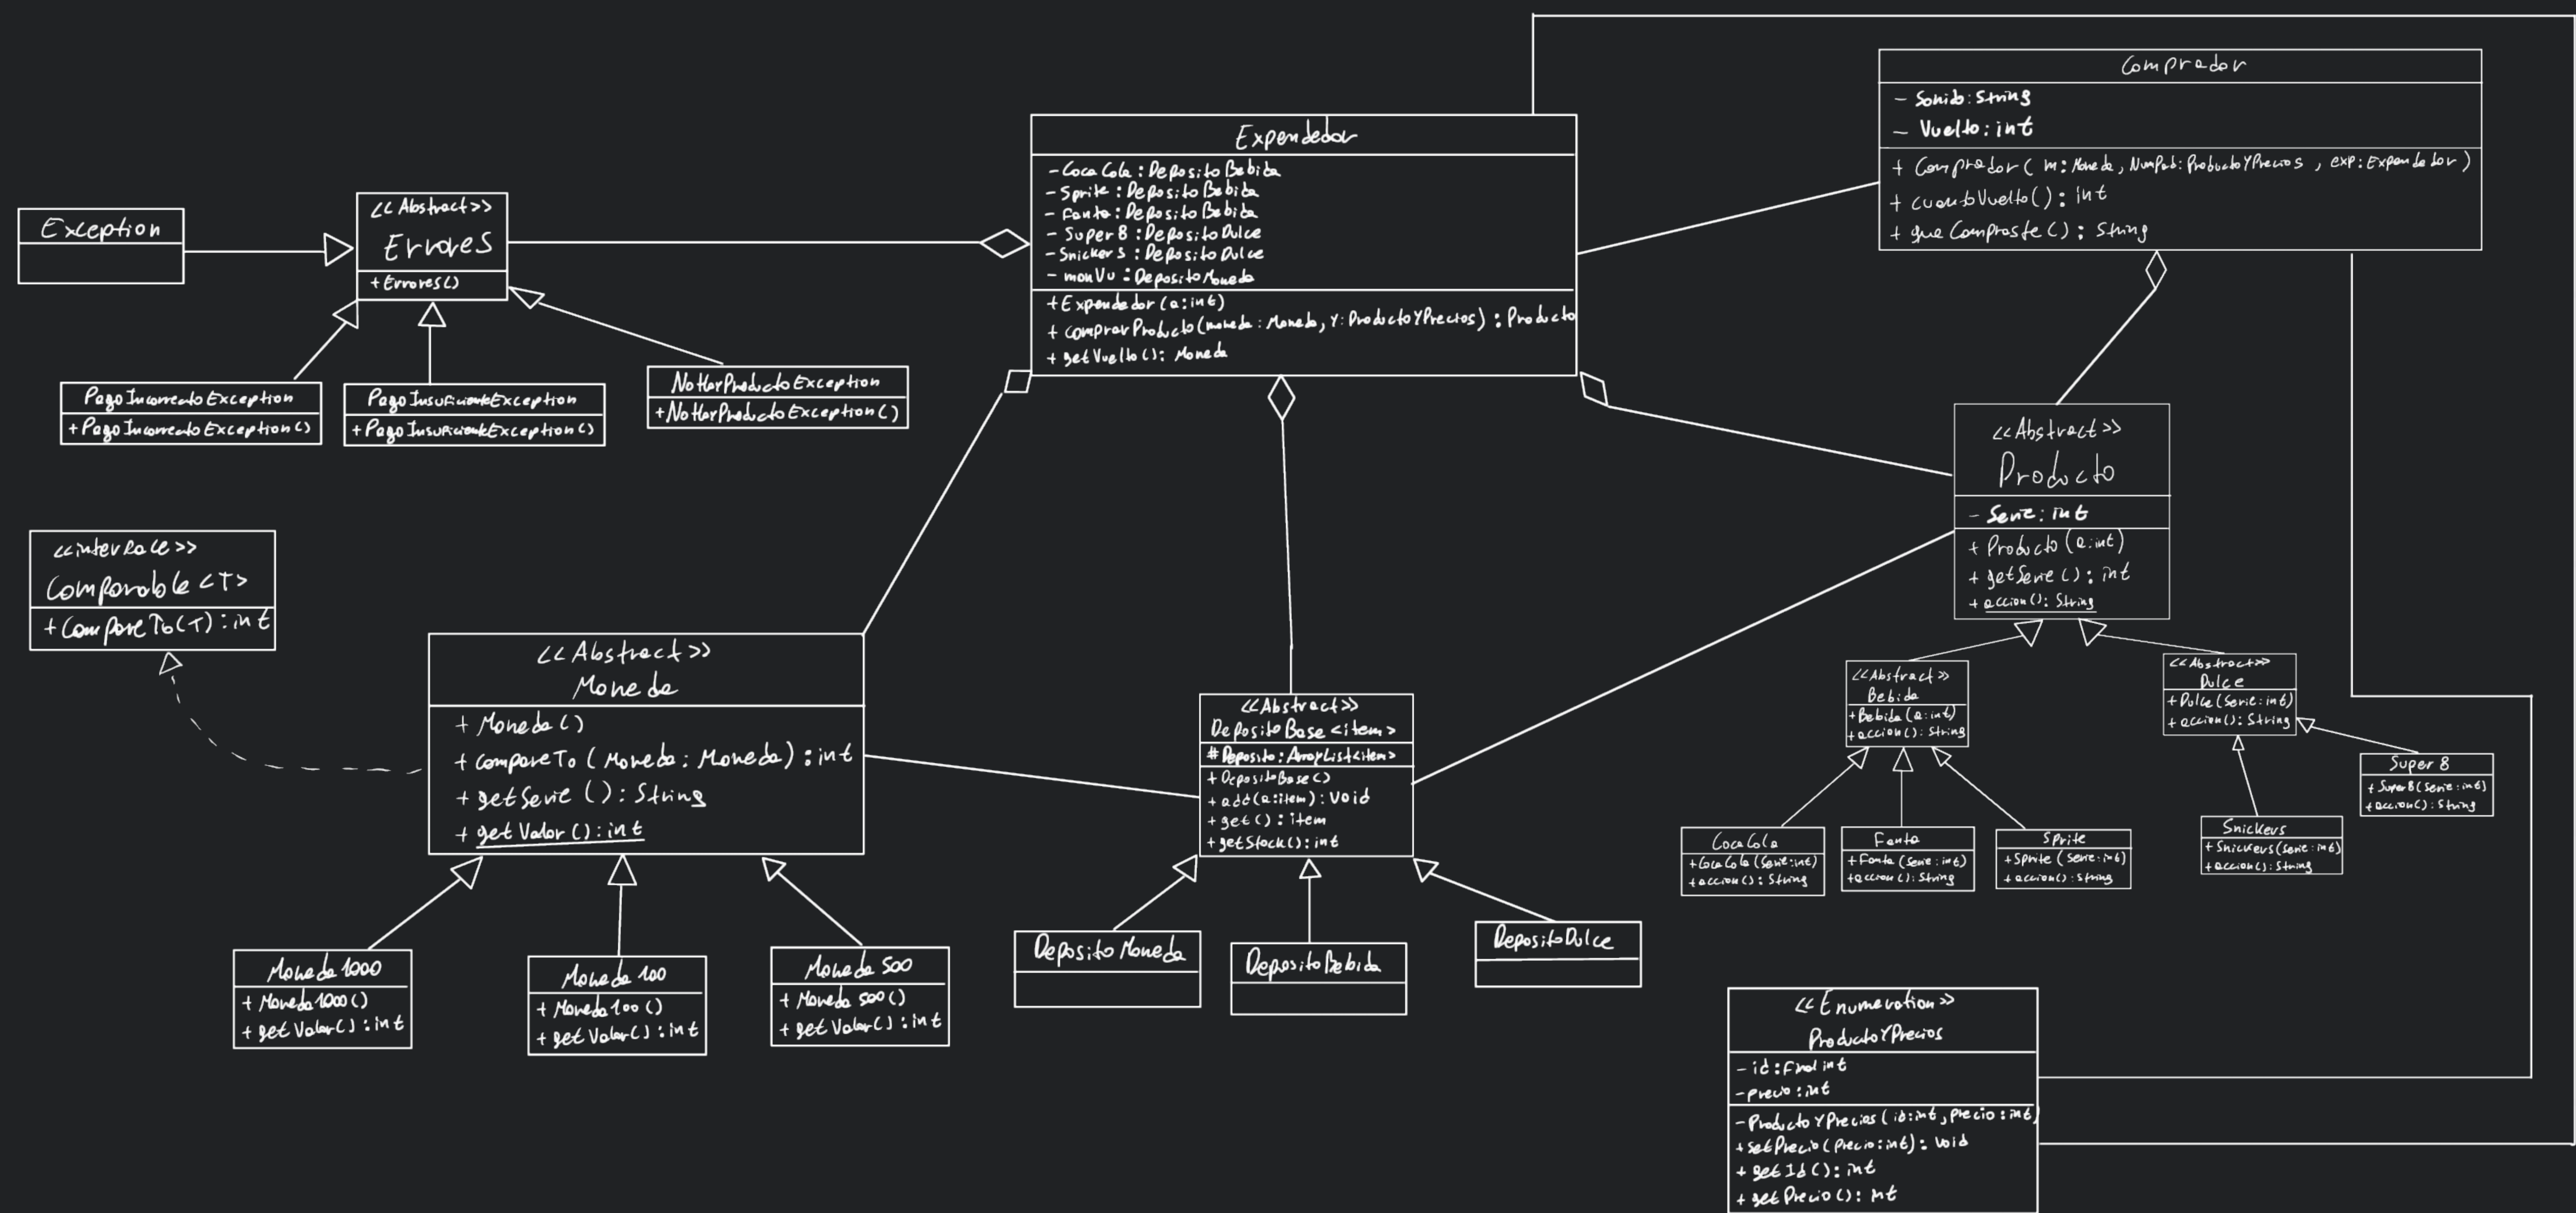 Exception
<<Abstract>>
Errores
+Errores()
PagoIncorrectoException
+PagoIncorrectoException()
PagoInsuficienteException
+PagoInsuficienteException()
NoHayProductoException
+NoHayProductoException()
Expendedor
-CocaCola: DepositoBebida
-Sprite: DepositoBebida
-Fanta: DepositoBebida
- Super8: DepositoDulce
-Snickers: DepositoDulce
- monVu: DepositoMoneda
+Expendedor(a:int)
+ comprarProducto(moneda: Moneda, Y: ProductoYPrecios): Producto
+ getVuelto(): Moneda
Comprador
- Sonido: String
- Vuelto: int
+ Comprador( m: Moneda, NumProd: ProductoYPrecios, exp: Expendedor)
+ cuantoVuelto(): int
+ queCompraste(): String
<<Abstract>>
Producto
- Serie: int
+ Producto(a:int)
+ getSerie(): int
+ accion(): String
<<interface>>
Comparable<T>
+ CompareTo(T): int
<<Abstract>>
Moneda
+ Moneda()
+ compareTo(Moneda: Moneda): int
+ getSerie(): String
+ getValor(): int
Moneda1000
+ Moneda1000()
+ getValor(): int
Moneda100
+ Moneda100()
+ getValor(): int
Moneda500
+ Moneda500()
+ getValor(): int
<<Abstract>>
DepositoBase<item>
# Deposito: ArrayList<item>
+ DepositoBase()
+ add(a:item): Void
+ get(): item
+ getStock(): int
DepositoMoneda
DepositoBebida
DepositoDulce
<<Abstract>>
Bebida
+Bebida(a:int)
+accion(): String
<<Abstract>>
Dulce
+Dulce(serie: int)
+accion(): String
CocaCola
+CocaCola(Serie:int)
+accion(): String
Fanta
+Fanta(Serie:int)
+accion(): String
Sprite
+Sprite(Serie:int)
+accion(): String
Snickers
+Snickers(Serie:int)
+accion(): String
Super 8
+Super8(Serie:int)
+accion(): String
<<Enumeration>>
ProductoYPrecios
- id: Final int
-precio: int
-ProductoYPrecios(id:int, precio:int)
+setPrecio(Precio:int): Void
+ getId(): int
+ getPrecio(): int